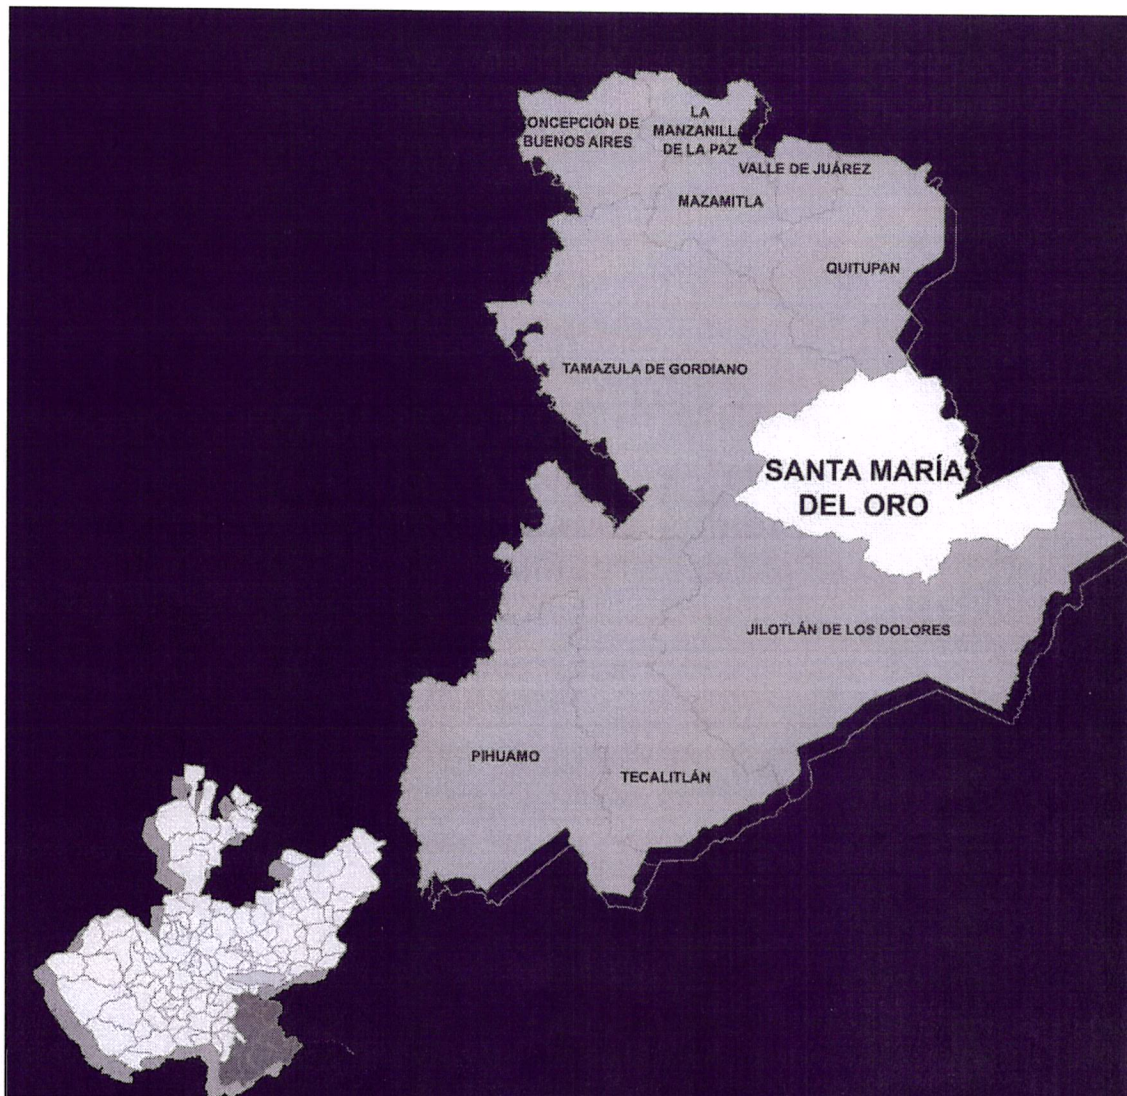 ONCEPCIÓN DE
BUENOS AIRES
LA
MANZANILL
DE LA PAZ
VALLE DE JUÁREZ
MAZAMITLA
QUITUPAN
TAMAZULA DE GORDIANO
SANTA MARÍA
DEL ORO
JILOTLÁN DE LOS DOLORES
PIHUAMO
TECALITLÁN